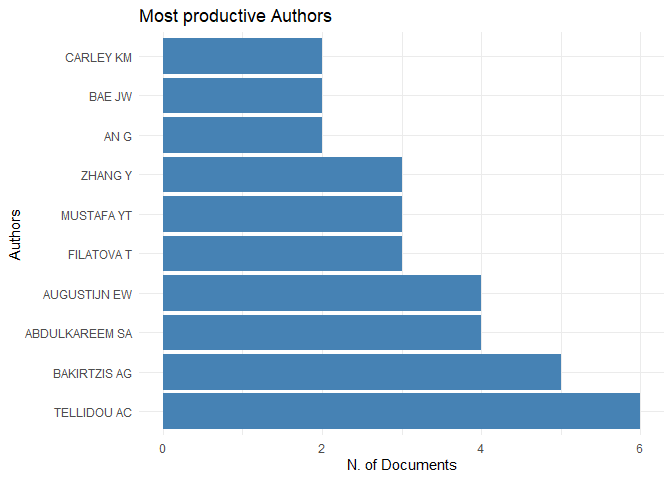 Most productive Authors
Authors
CARLEY KM
BAE JW
AN G
ZHANG Y
MUSTAFA YT
FILATOVA T
AUGUSTIJN EW
ABDULKAREEM SA
BAKIRTZIS AG
TELLIDOU AC
0 2 4 6
N. of Documents